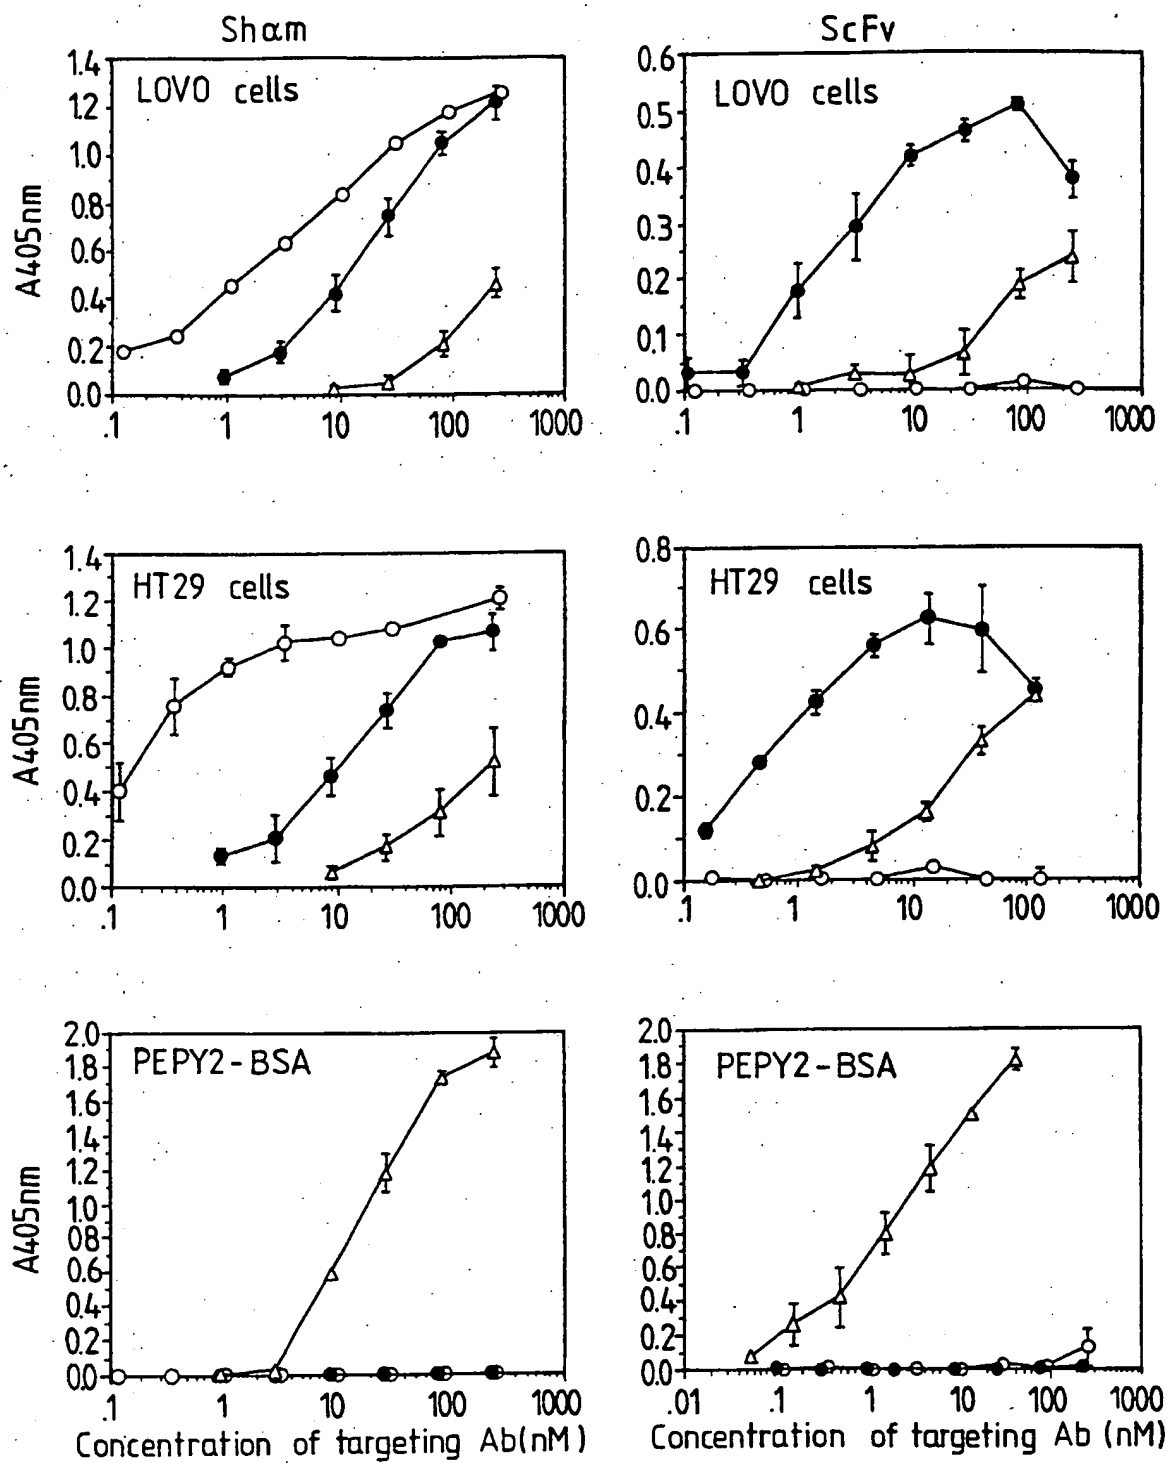 Sham
ScFv
LOVO cells
A405nm
1.4
1.2
1.0
0.8
0.6
0.4
0.2
0.0
.1 1 10 100 1000
LOVO cells
0.6
0.5
0.4
0.3
0.2
0.1
0.0
.1 1 10 100 1000
HT29 cells
A405nm
1.4
1.2
1.0
0.8
0.6
0.4
0.2
0.0
.1 1 10 100 1000
HT29 cells
0.8
0.6
0.4
0.2
0.0
.1 1 10 100 1000
PEPY2-BSA
A405nm
2.0
1.8
1.6
1.4
1.2
1.0
0.8
0.6
0.4
0.2
0.0
.1 1 10 100 1000
Concentration of targeting Ab(nM)
PEPY2-BSA
2.0
1.8
1.6
1.4
1.2
1.0
0.8
0.6
0.4
0.2
0.0
.01 .1 1 10 100 1000
Concentration of targeting Ab (nM)